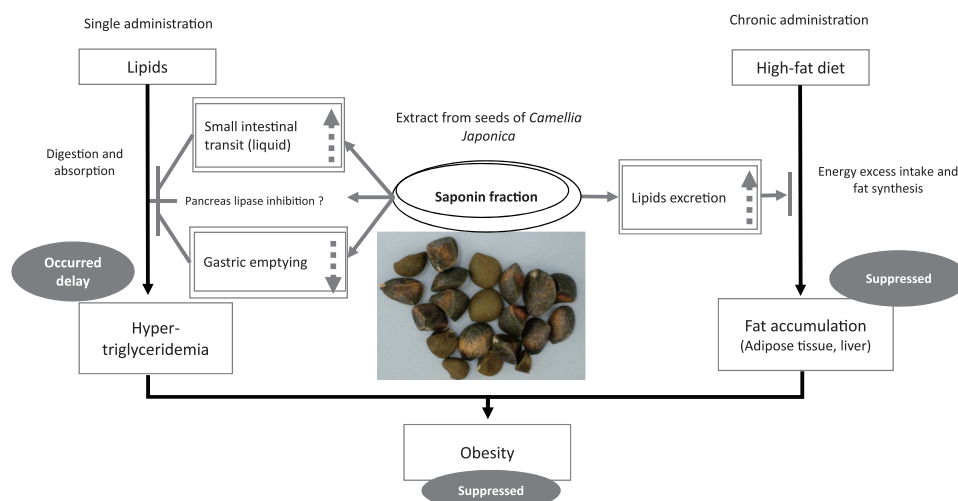 Single administration
Chronic administration
Lipids
High-fat diet
Small intestinal
transit (liquid)
Extract from seeds of Camellia
Japonica
Digestion and
absorption
Pancreas lipase inhibition ?
Saponin fraction
Lipids excretion
Energy excess intake and
fat synthesis
Gastric emptying
Occurred
delay
Suppressed
Hyper-
triglyceridemia
Fat accumulation
(Adipose tissue, liver)
Obesity
Suppressed